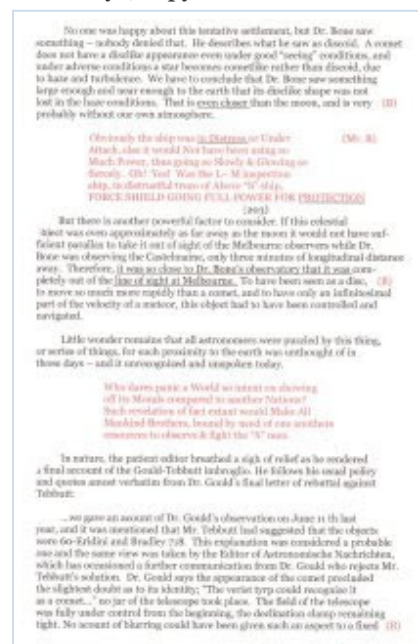 No one was happy about this tentative settlement, but Dr. Bone saw
something – nobody denied that. He describes what he saw as discoid. A comet
does not have a disklike appearance even under good "seeing" conditions, and
under adverse conditions a star becomes cometlike rather than discoid, due
to haze and turbulence. We have to conclude that Dr. Bone saw something
large enough and near enough to the earth that its disclike shape was not
lost in the haze conditions. That is even closer than the moon, and is very (B)
probably without our own atmosphere.
Obviously the ship was in Distress or Under (Mr. B)
Attack, else it would Not have been using so
Much Power, thus going so Slowly & Glowing so
fiercely. Oh! Yes! Was the L- M inspection
ship, in distrustful truce of Above "S" ship,
FORCE SHIELD GOING FULL POWER FOR PROTECTION
(203)
But there is another powerful factor to consider. If this celestial
object was even approximately as far away as the moon it would not have suf-
ficient parallax to take it out of sight of the Melbourne observers while Dr.
Bone was observing the Castelmaine, only three minutes of longitudinal distance
away. Therefore, it was so close to Dr. Bone's observatory that it was com-
pletely out of the line of sight at Melbourne. To have been seen as a disc, (B)
to move so much more rapidly than a comet, and to have only an infinitesimal
part of the velocity of a meteor, this object had to have been controlled and
navigated.
Little wonder remains that all astronomers were puzzled by this thing,
or series of things, for such proximity to the earth was unthought of in
those days – and it unrecognized and unspoken today.
Who dares panic a World so intent on showing
off its Morals compared to another Nations?
Such revelation of fact extant would Make All
Mankind Brothers, bound by need of one anothers
resources to observe & fight the "S" men.
In nature, the patient editor breathed a sigh of relief as he rendered
a final account of the Gould-Tebbutt imbroglio. He follows his usual policy
and quotes amost verbatim from Dr. Gould's final letter of rebuttal against
Tebbutt:
...we gave an amount of Dr. Gould's observation on June 11 th last
year, and it was mentioned that Mr. Tebbutt had suggested that the objects
were 60-Eridini and Bradley 718. This explanation was considered a probable
one and the same view was taken by the Editor of Astronomische Nachrichten,
which has occasioned a further communication from Dr. Gould who rejects Mr.
Tebbutt's solution. Dr. Gould says the appearance of the comet precluded
the slightest doubt as to its identity; "The veriest tyrp could recognize it
as a comet..." no jar of the telescope took place. The field of the telescope
was fully under control from the beginning, the declination clamp remaining
tight. No amount of blurring could have been given such an aspect to a fixed (B)